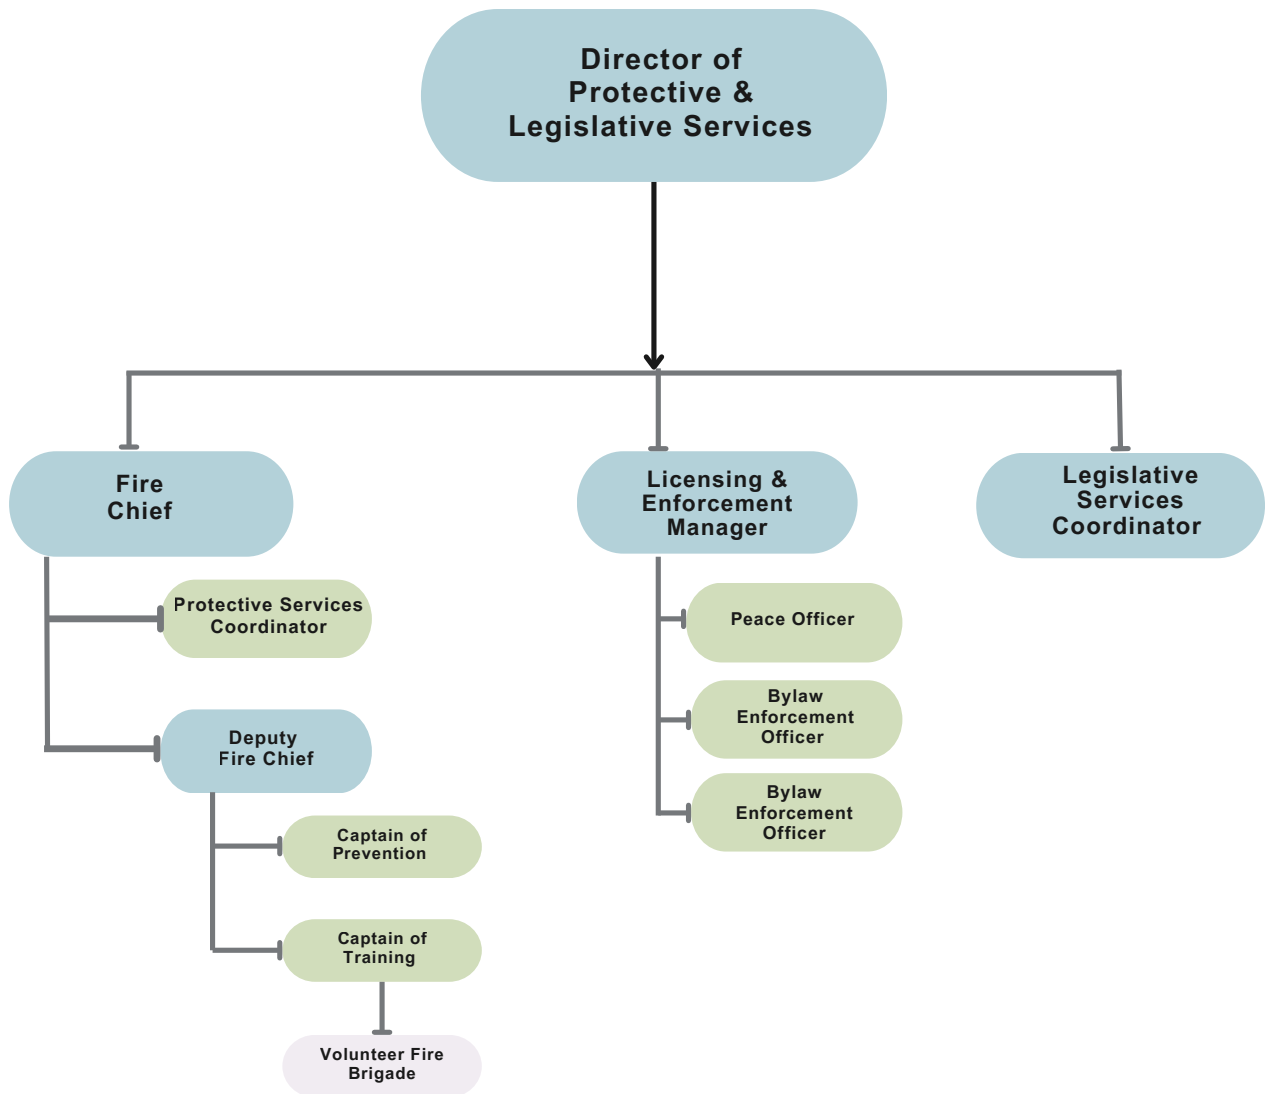 Director of
Protective &
Legislative Services
Fire
Chief
Licensing &
Enforcement
Manager
Legislative
Services
Coordinator
Protective Services
Coordinator
Peace Officer
Deputy
Fire Chief
Bylaw
Enforcement
Officer
Bylaw
Enforcement
Officer
Captain of
Prevention
Captain of
Training
Volunteer Fire
Brigade